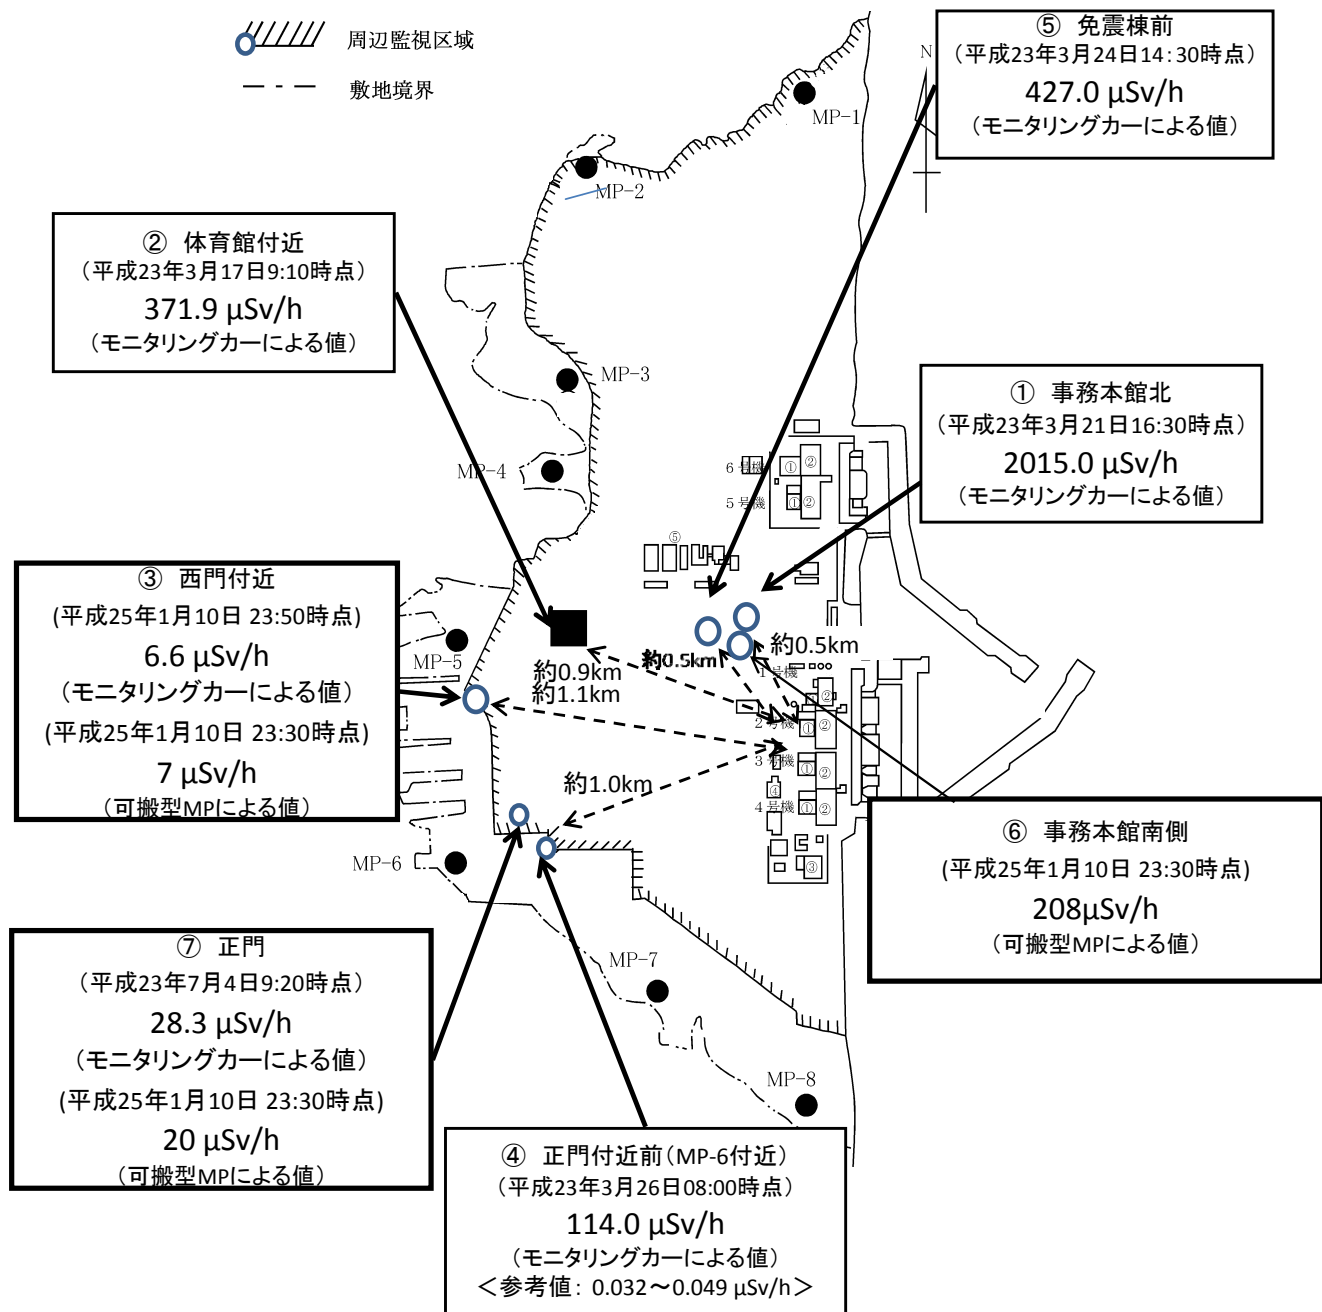 周辺監視区域
敷地境界
⑤ 免震棟前
（平成23年3月24日14:30時点）
427.0 μSv/h
（モニタリングカーによる値）
N
MP-1
MP-2
② 体育館付近
（平成23年3月17日9:10時点）
371.9 μSv/h
（モニタリングカーによる値）
MP-3
① 事務本館北
（平成23年3月21日16:30時点）
2015.0 μSv/h
（モニタリングカーによる値）
MP-4
6号機
①
②
5号機
①
②
⑤
③ 西門付近
(平成25年1月10日 23:50時点)
6.6 μSv/h
（モニタリングカーによる値）
(平成25年1月10日 23:30時点)
7 μSv/h
（可搬型MPによる値）
MP-5
約0.9km
約1.1km
約0.5km
約0.5km
1号機
②
2号機
①
②
3号機
①
②
④
4号機
①
②
③
約1.0km
MP-6
⑥ 事務本館南側
(平成25年1月10日 23:30時点)
208μSv/h
（可搬型MPによる値）
⑦ 正門
（平成23年7月4日9:20時点）
28.3 μSv/h
（モニタリングカーによる値）
(平成25年1月10日 23:30時点)
20 μSv/h
（可搬型MPによる値）
MP-7
MP-8
④ 正門付近前（MP-6付近）
（平成23年3月26日08:00時点）
114.0 μSv/h
（モニタリングカーによる値）
＜参考値: 0.032～0.049 μSv/h＞